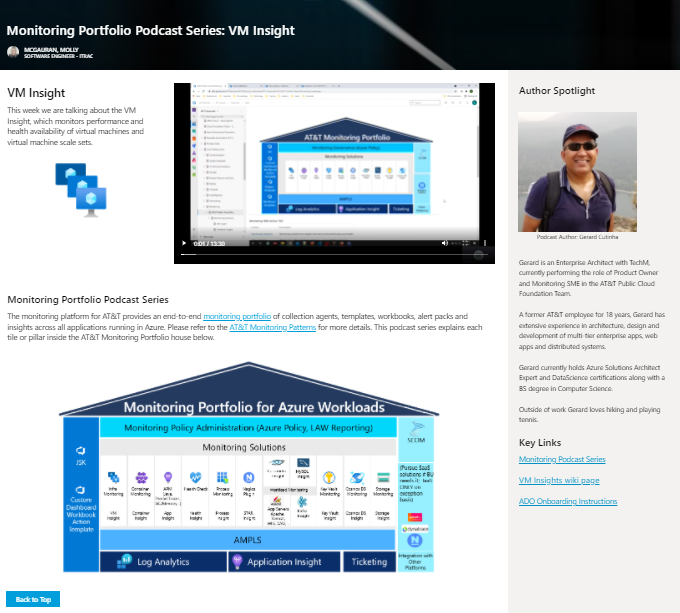 Monitoring Portfolio Podcast Series: VM Insight
MCGAURAN, MOLLY
SOFTWARE ENGINEER - ITRAC
VM Insight
This week we are talking about the VM
Insight, which monitors performance and
health availability of virtual machines and
virtual machine scale sets.
AT&T Monitoring Portfolio
Monitoring Solutions
Log Analytics
Application Insight
Ticketing
0:01 / 13:30
Author Spotlight
Podcast Author: Gerard Cutinha
Gerard is an Enterprise Architect with TechM,
currently performing the role of Product Owner
and Monitoring SME in the AT&T Public Cloud
Foundation Team.
A former AT&T employee for 18 years, Gerard has
extensive experience in architecture, design and
development of multi-tier enterprise apps, web
apps and distributed systems.
Gerard currently holds Azure Solutions Architect
Expert and DataScience certifications along with a
BS degree in Computer Science.
Outside of work Gerard loves hiking and playing
tennis.
Key Links
Monitoring Podcast Series
VM Insights wiki page
ADO Onboarding Instructions
Monitoring Portfolio Podcast Series
The monitoring platform for AT&T provides an end-to-end monitoring portfolio of collection agents, templates, workbooks, alert packs and
insights across all applications running in Azure. Please refer to the AT&T Monitoring Patterns for more details. This podcast series explains each
tile or pillar inside the AT&T Monitoring Portfolio house below.
Monitoring Portfolio for Azure Workloads
Monitoring Policy Administration (Azure Policy, LAW Reporting)
Monitoring Solutions
JSK
Custom
Dashboard
Workbook
Action
Template
SCOM
Infra Monitoring
Container Monitoring
Health Check
Process Monitoring
Key Vault Monitoring
Cosmos DB Monitoring
Storage Monitoring
MySQL Insight
VM Insight
Container Insight
App Insight
Health Insight
Process Insight
Key Vault Insight
Cosmos DB Insight
Storage Insight
AMPLS
Log Analytics
Application Insight
Ticketing
Integration with
Other
Platforms
Back to Top